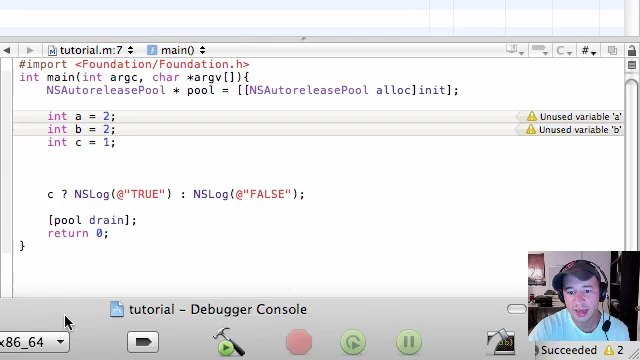 tutorial.m:7 main() C #
#import <Foundation/Foundation.h>
int main(int argc, char *argv[]){
NSAutoreleasePool * pool = [[NSAutoreleasePool alloc]init];
int a = 2; Unused variable 'a'
int b = 2; Unused variable 'b'
int c = 1;
c ? NSLog(@"TRUE") : NSLog(@"FALSE");
[pool drain];
return 0;
}
tutorial – Debugger Console
x86_64
Succeeded 2